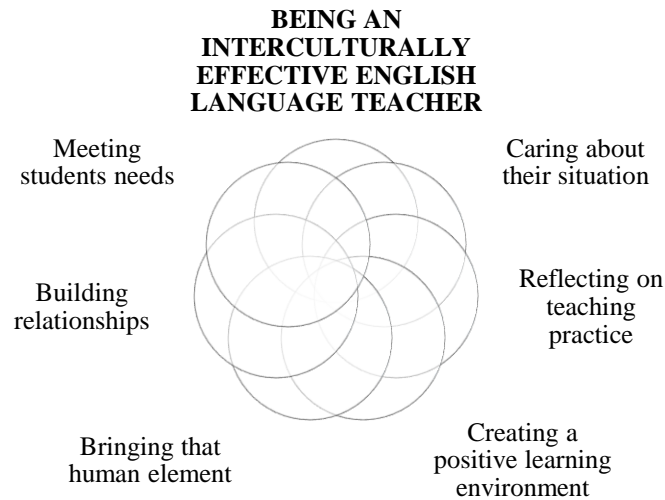 BEING AN
INTERCULTURALLY
EFFECTIVE ENGLISH
LANGUAGE TEACHER
Meeting
students needs
Caring about
their situation
Building
relationships
Reflecting on
teaching
practice
Bringing that
human element
Creating a
positive learning
environment